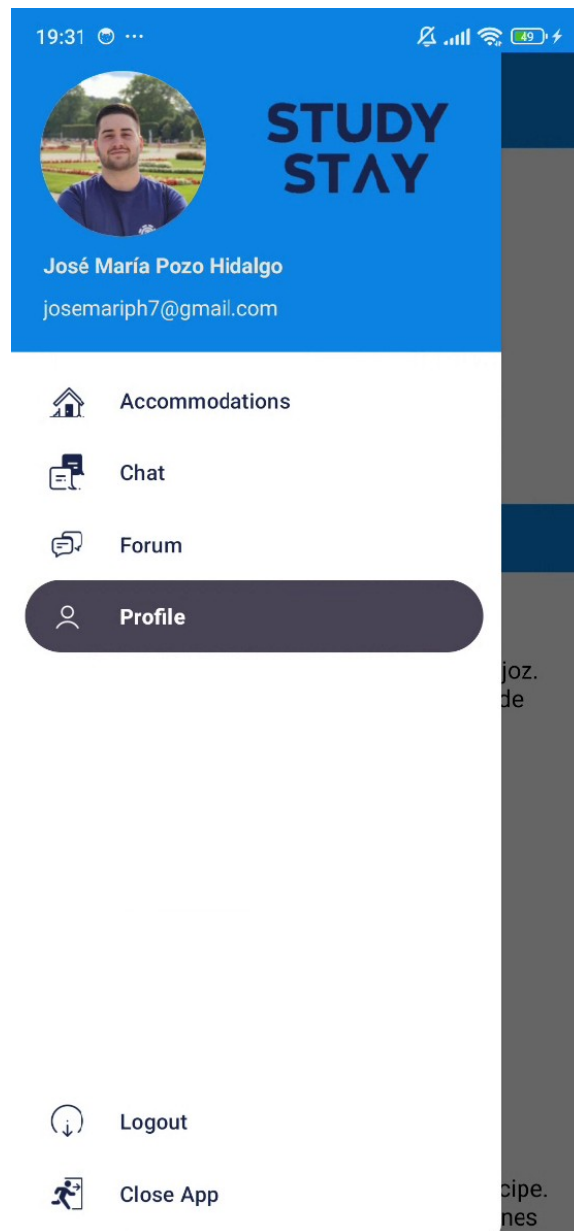 19:31
49
STUDY
STAY
José María Pozo Hidalgo
josemariph7@gmail.com
Accommodations
Chat
Forum
Profile
joz.
de
Logout
Close App
cipe.
nes